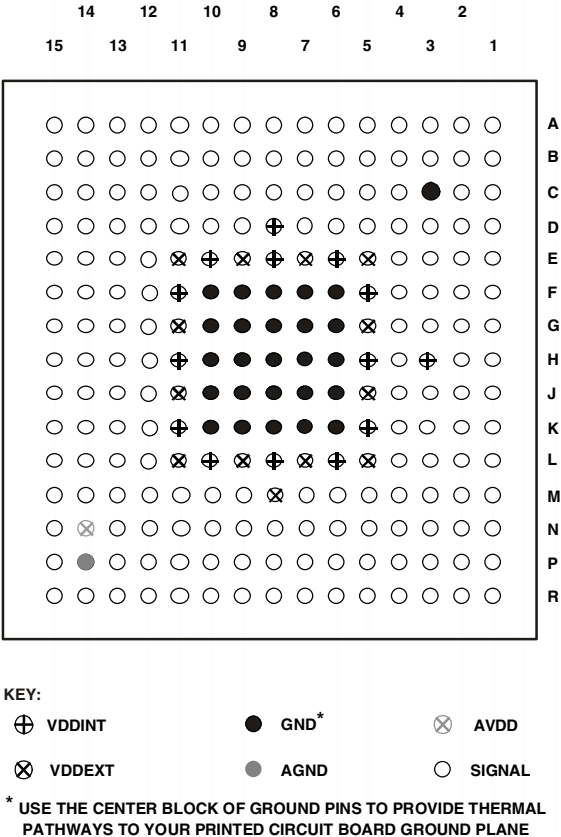 14 12 10 8 6 4 2
15 13 11 9 7 5 3 1
A
B
C
D
E
F
G
H
J
K
L
M
N
P
R
KEY:
VDDINT GND* AVDD
VDDEXT AGND SIGNAL
* USE THE CENTER BLOCK OF GROUND PINS TO PROVIDE THERMAL
PATHWAYS TO YOUR PRINTED CIRCUIT BOARD GROUND PLANE